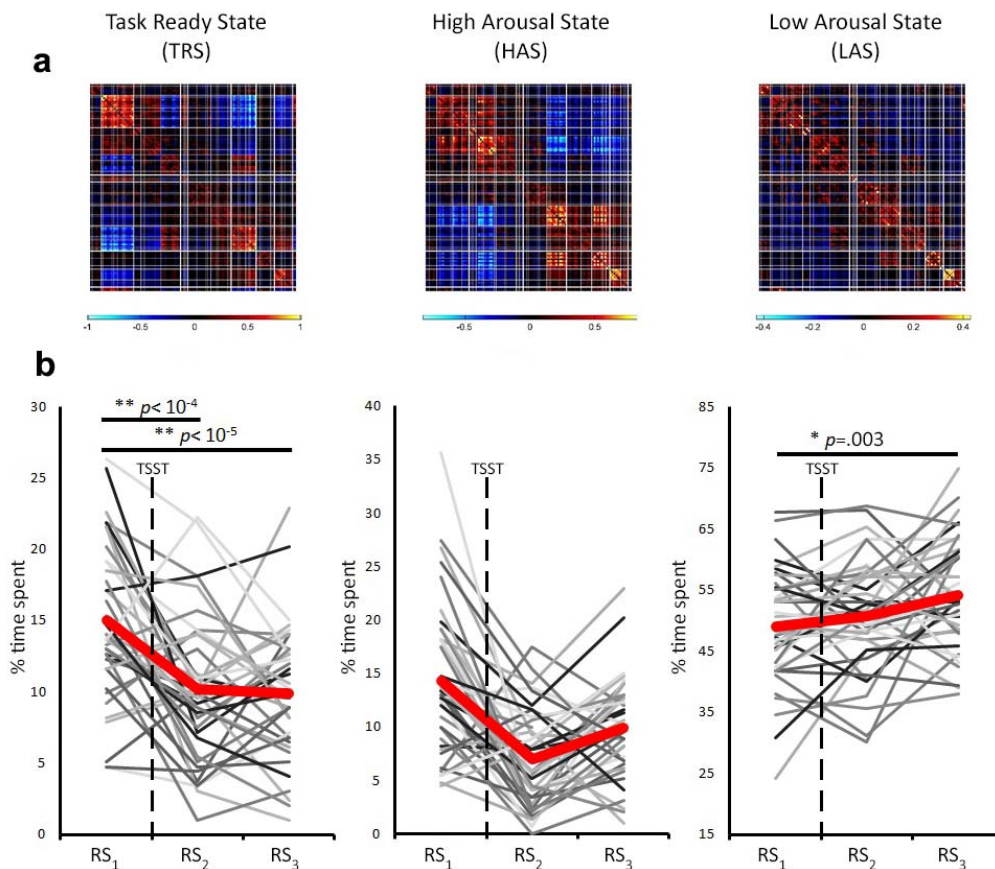 Task Ready State
(TRS)
High Arousal State
(HAS)
Low Arousal State
(LAS)
a
-1 -0.5 0 0.5 1
-0.5 0 0.5
-0.4 -0.2 0 0.2 0.4
b
30
25
20
15
10
5
0
% time spent
** p< 10-4
** p< 10-5
TSST
RS1 RS2 RS3
40
35
30
25
20
15
10
5
0
% time spent
TSST
RS1 RS2 RS3
85
75
65
55
45
35
25
15
% time spent
* p=.003
TSST
RS1 RS2 RS3